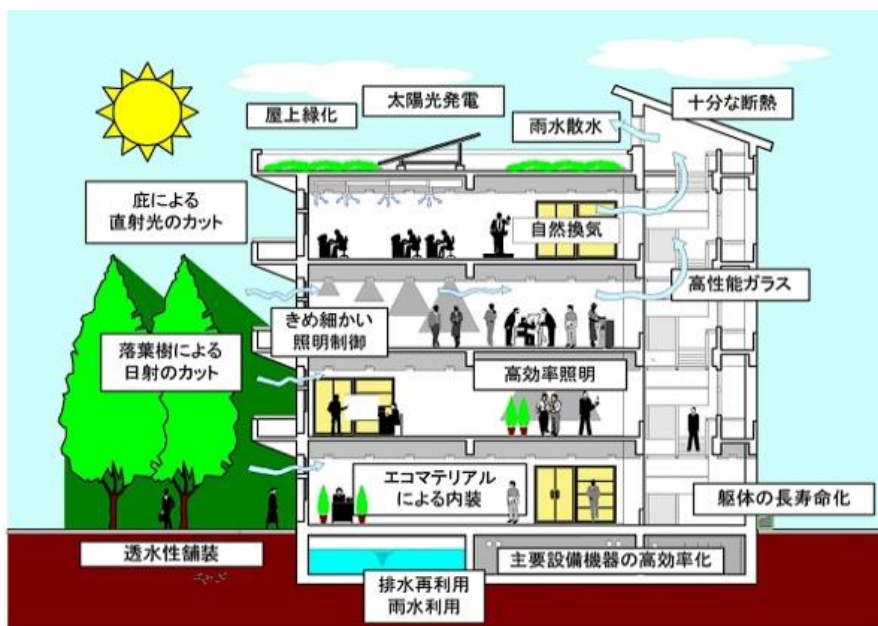 太陽光発電
屋上緑化
十分な断熱
雨水散水
庇による
直射光のカット
自然換気
高性能ガラス
きめ細かい
照明制御
落葉樹による
日射のカット
高効率照明
エコマテリアル
による内装
躯体の長寿命化
透水性舗装
主要設備機器の高効率化
排水再利用
雨水利用